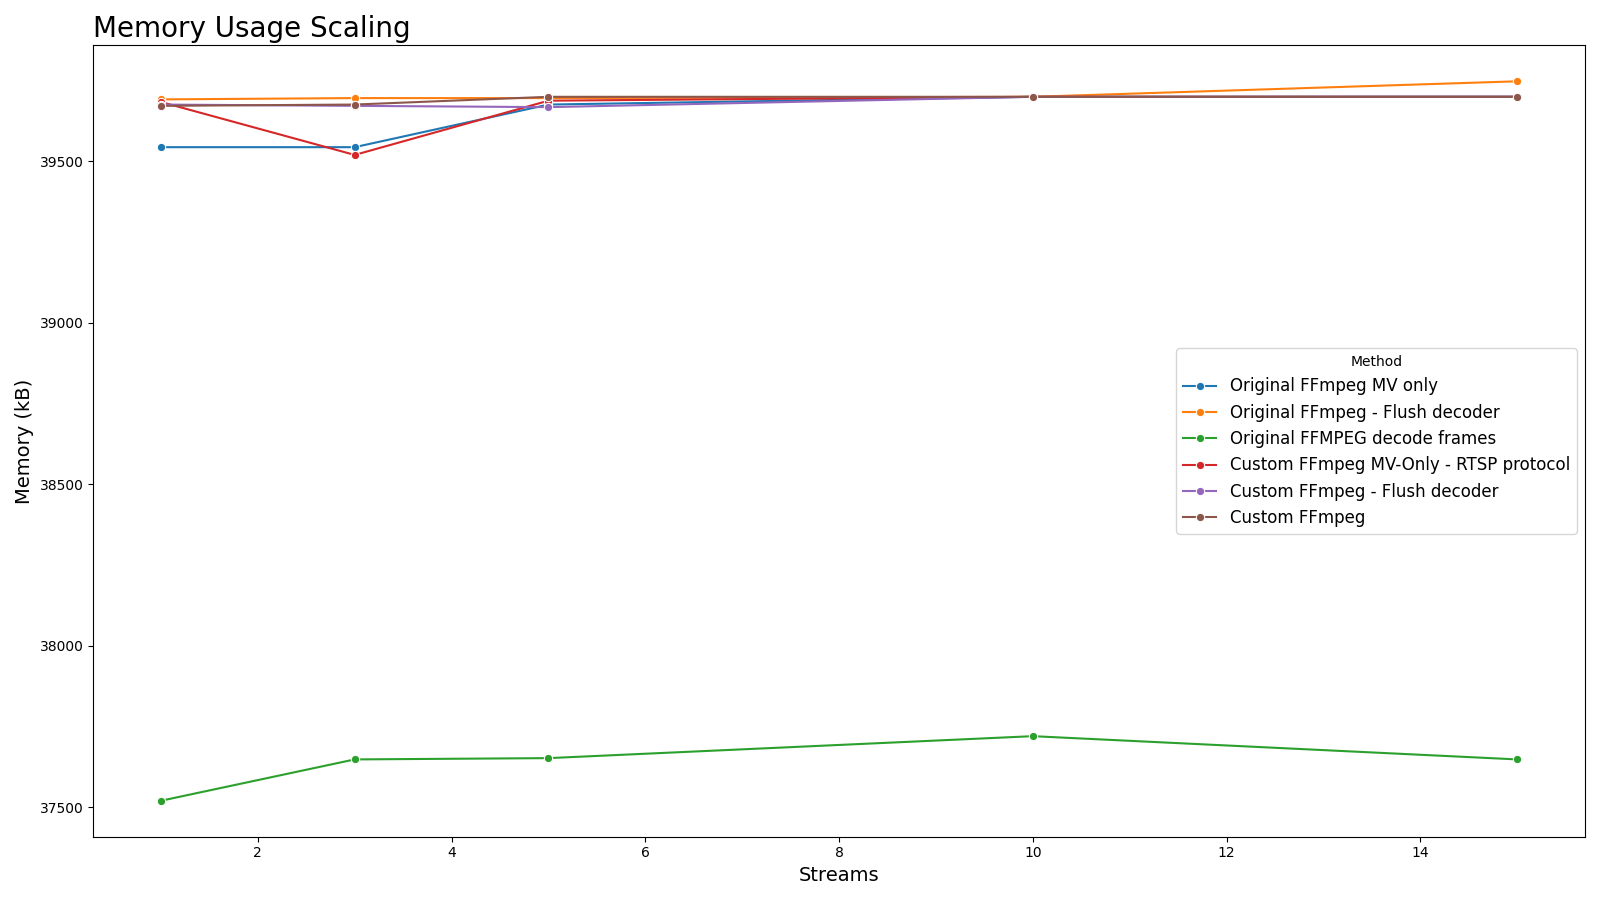 Memory Usage Scaling
Memory (kB)
39500
39000
38500
38000
37500
Method
Original FFmpeg MV only
Original FFmpeg - Flush decoder
Original FFMPEG decode frames
Custom FFmpeg MV-Only - RTSP protocol
Custom FFmpeg - Flush decoder
Custom FFmpeg
2 4 6 8 10 12 14
Streams